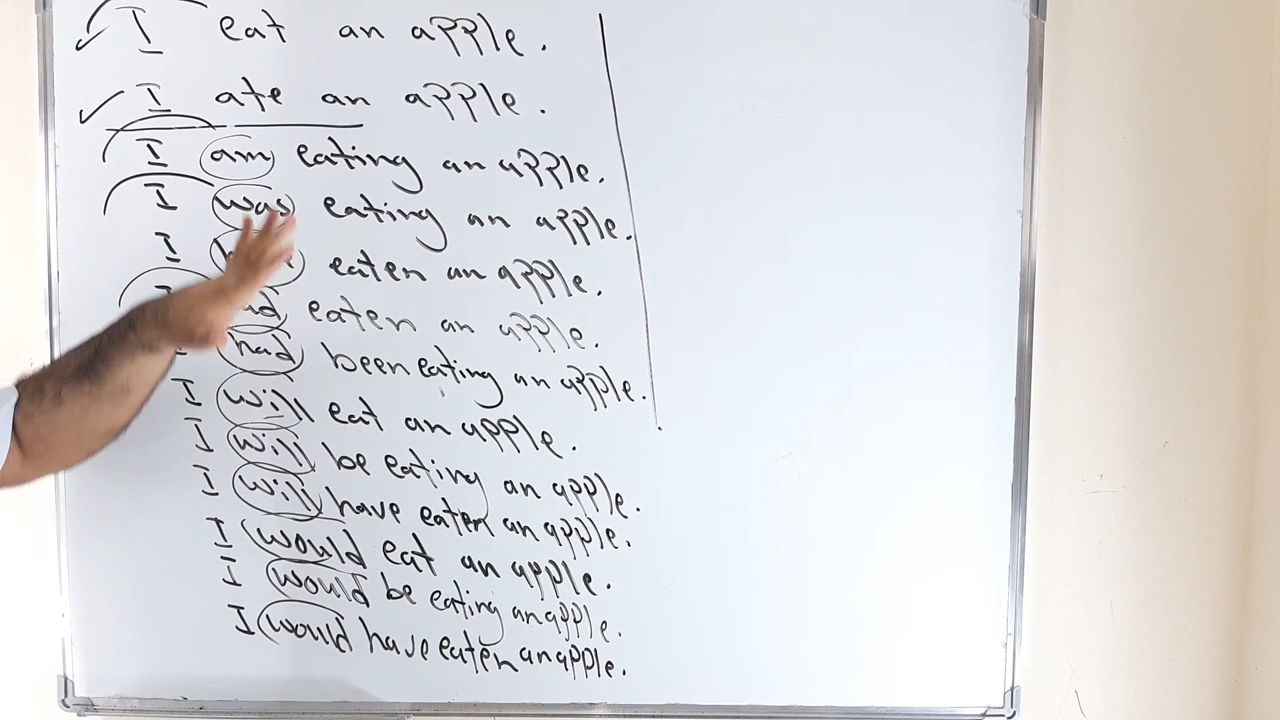 I eat an apple.
I ate an apple.
I am eating an apple.
I was eating an apple.
I eaten an apple.
eaten an apple.
had been eating an apple.
I will eat an apple.
I will be eating an apple.
I will have eaten an apple.
I would eat an apple.
I would be eating an apple.
I would have eaten an apple.